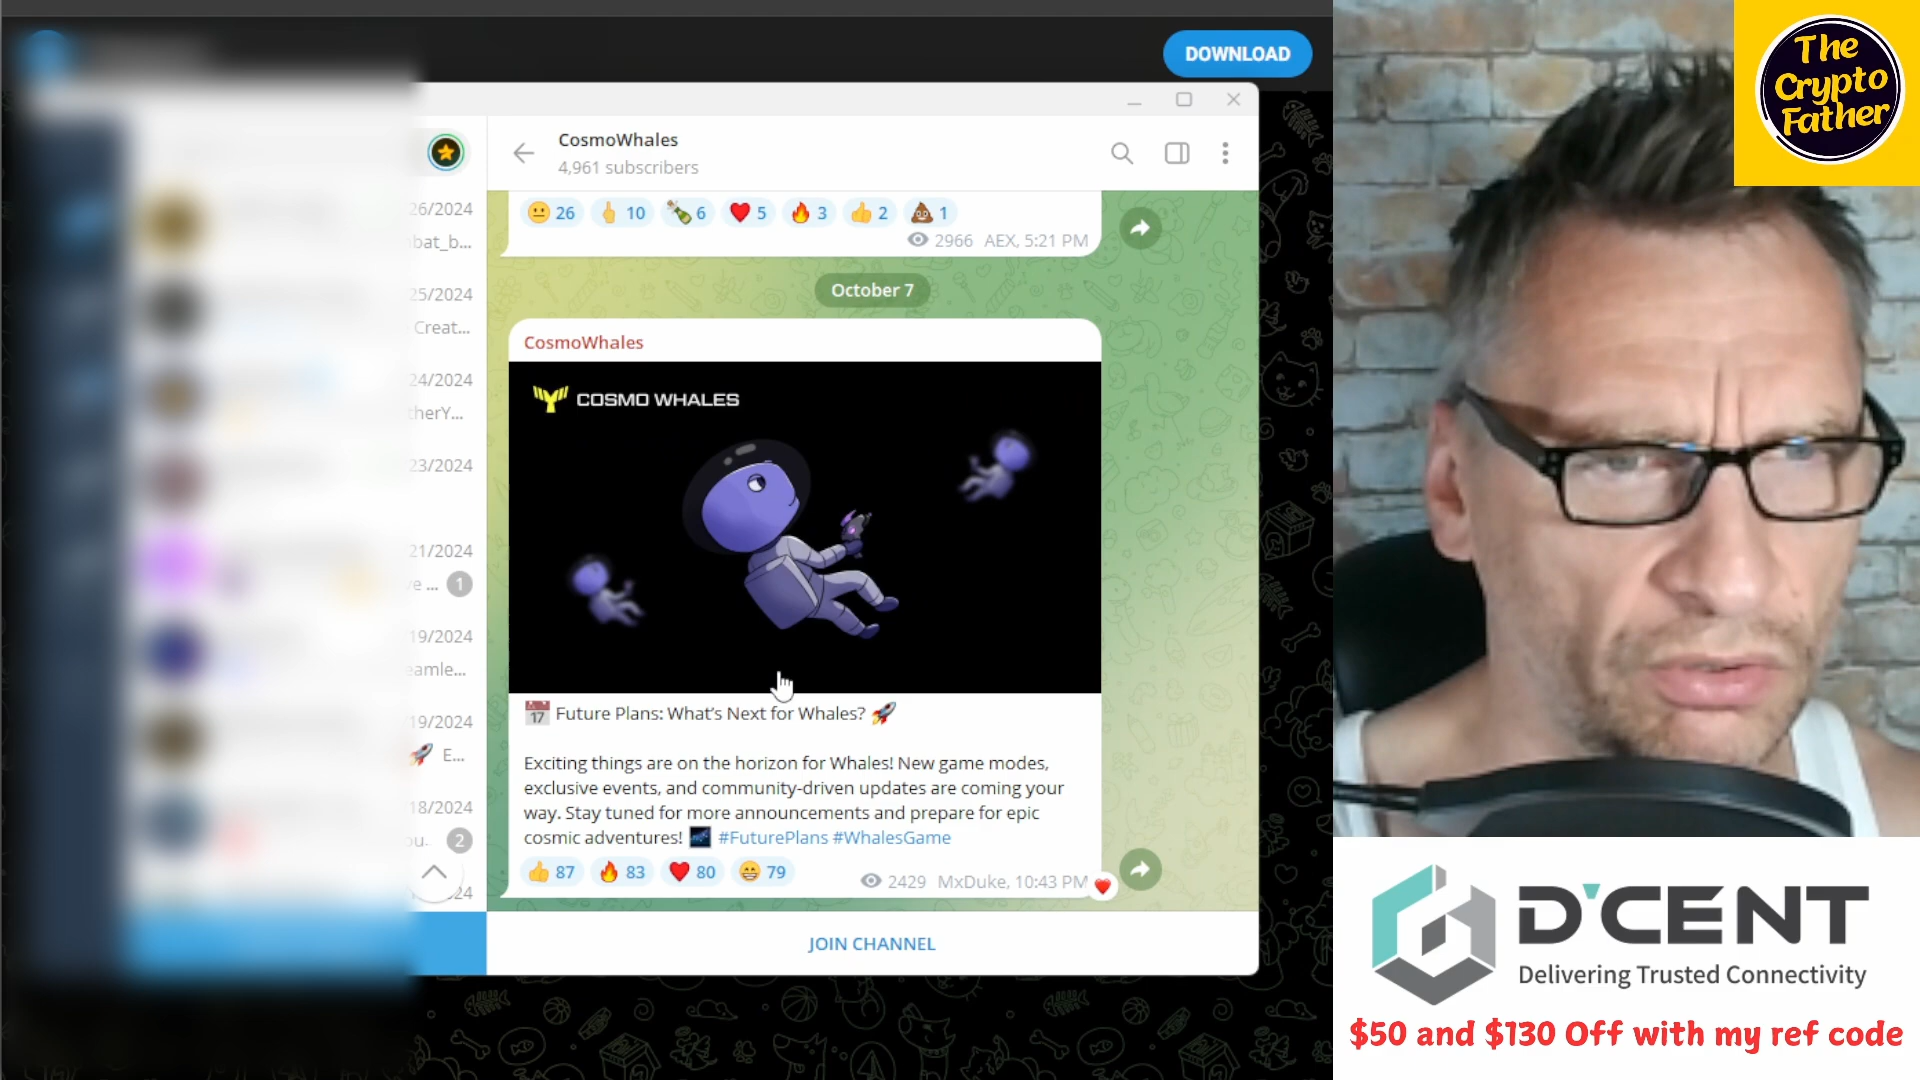 DOWNLOAD
The
Crypto
Father
CosmoWhales
4,961 subscribers
26/2024
bat_b...
25/2024
Creat...
24/2024
therY...
23/2024
21/2024
e ... 1
19/2024
eamle...
19/2024
E...
18/2024
ou.. 2
24
26 10 6 5 3 2 1
2966 AEX, 5:21 PM
October 7
CosmoWhales
COSMO WHALES
17 Future Plans: What's Next for Whales?
Exciting things are on the horizon for Whales! New game modes,
exclusive events, and community-driven updates are coming your
way. Stay tuned for more announcements and prepare for epic
cosmic adventures! #FuturePlans #WhalesGame
87 83 80 79
2429 MxDuke, 10:43 PM
JOIN CHANNEL
D'CENT
Delivering Trusted Connectivity
$50 and $130 Off with my ref code